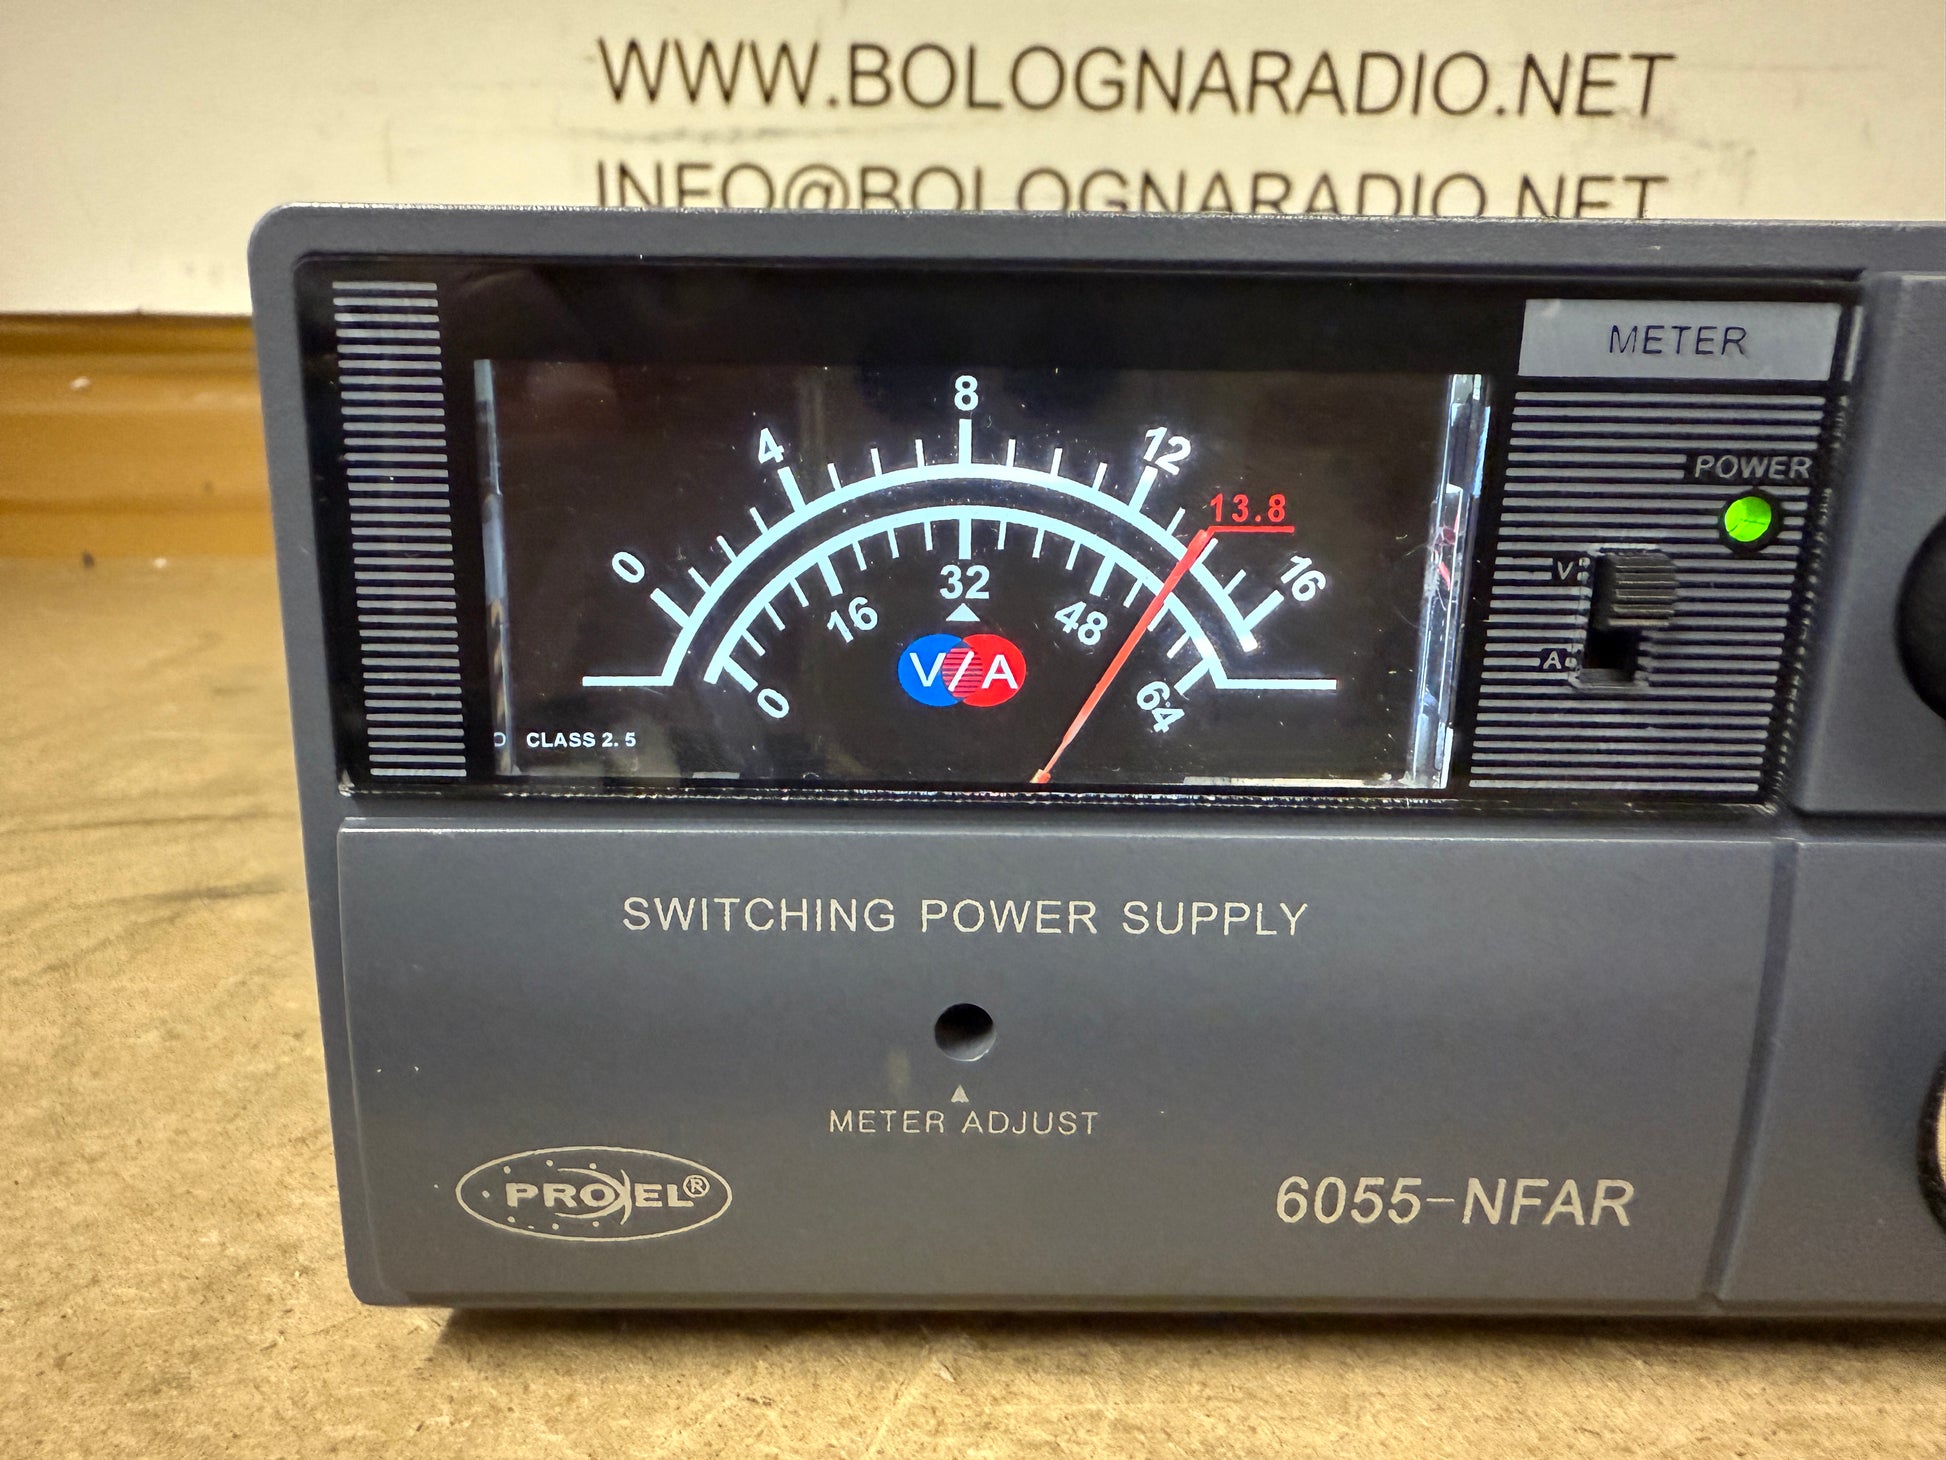 WWW.BOLOGNARADIO.NET
INFO@BOLOGNARADIO.NET
METER
POWER
V
A
0 4 8 12 16
13.8
0 16 32 48 64
V/A
CLASS 2.5
SWITCHING POWER SUPPLY
METER ADJUST
PROXEL®
6055-NFAR